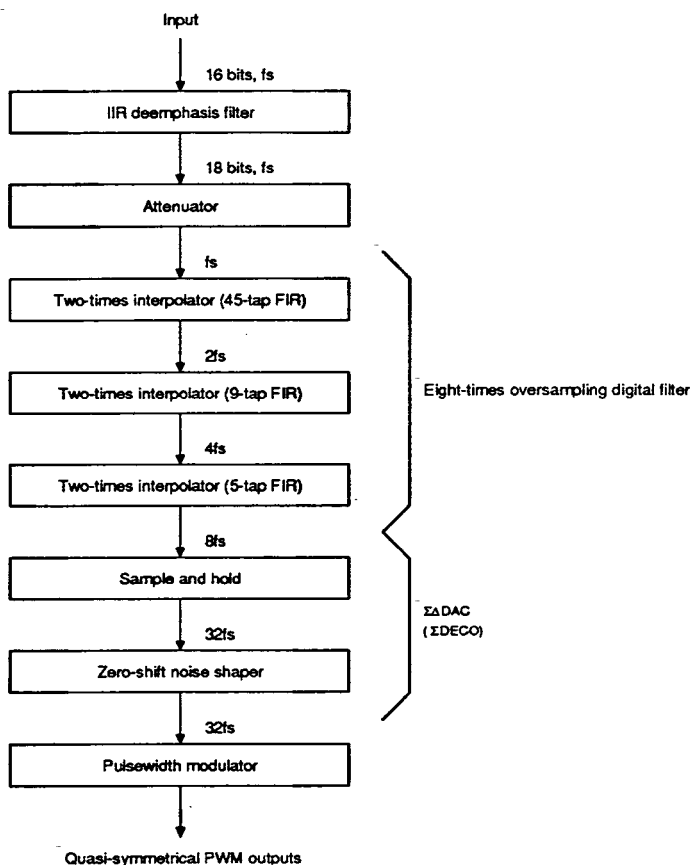 Input
16 bits, fs
IIR deemphasis filter
18 bits, fs
Attenuator
fs
Two-times interpolator (45-tap FIR)
2fs
Two-times interpolator (9-tap FIR)
Eight-times oversampling digital filter
4fs
Two-times interpolator (5-tap FIR)
8fs
Sample and hold
ΣΔDAC
(ΣDECO)
32fs
Zero-shift noise shaper
32fs
Pulsewidth modulator
Quasi-symmetrical PWM outputs